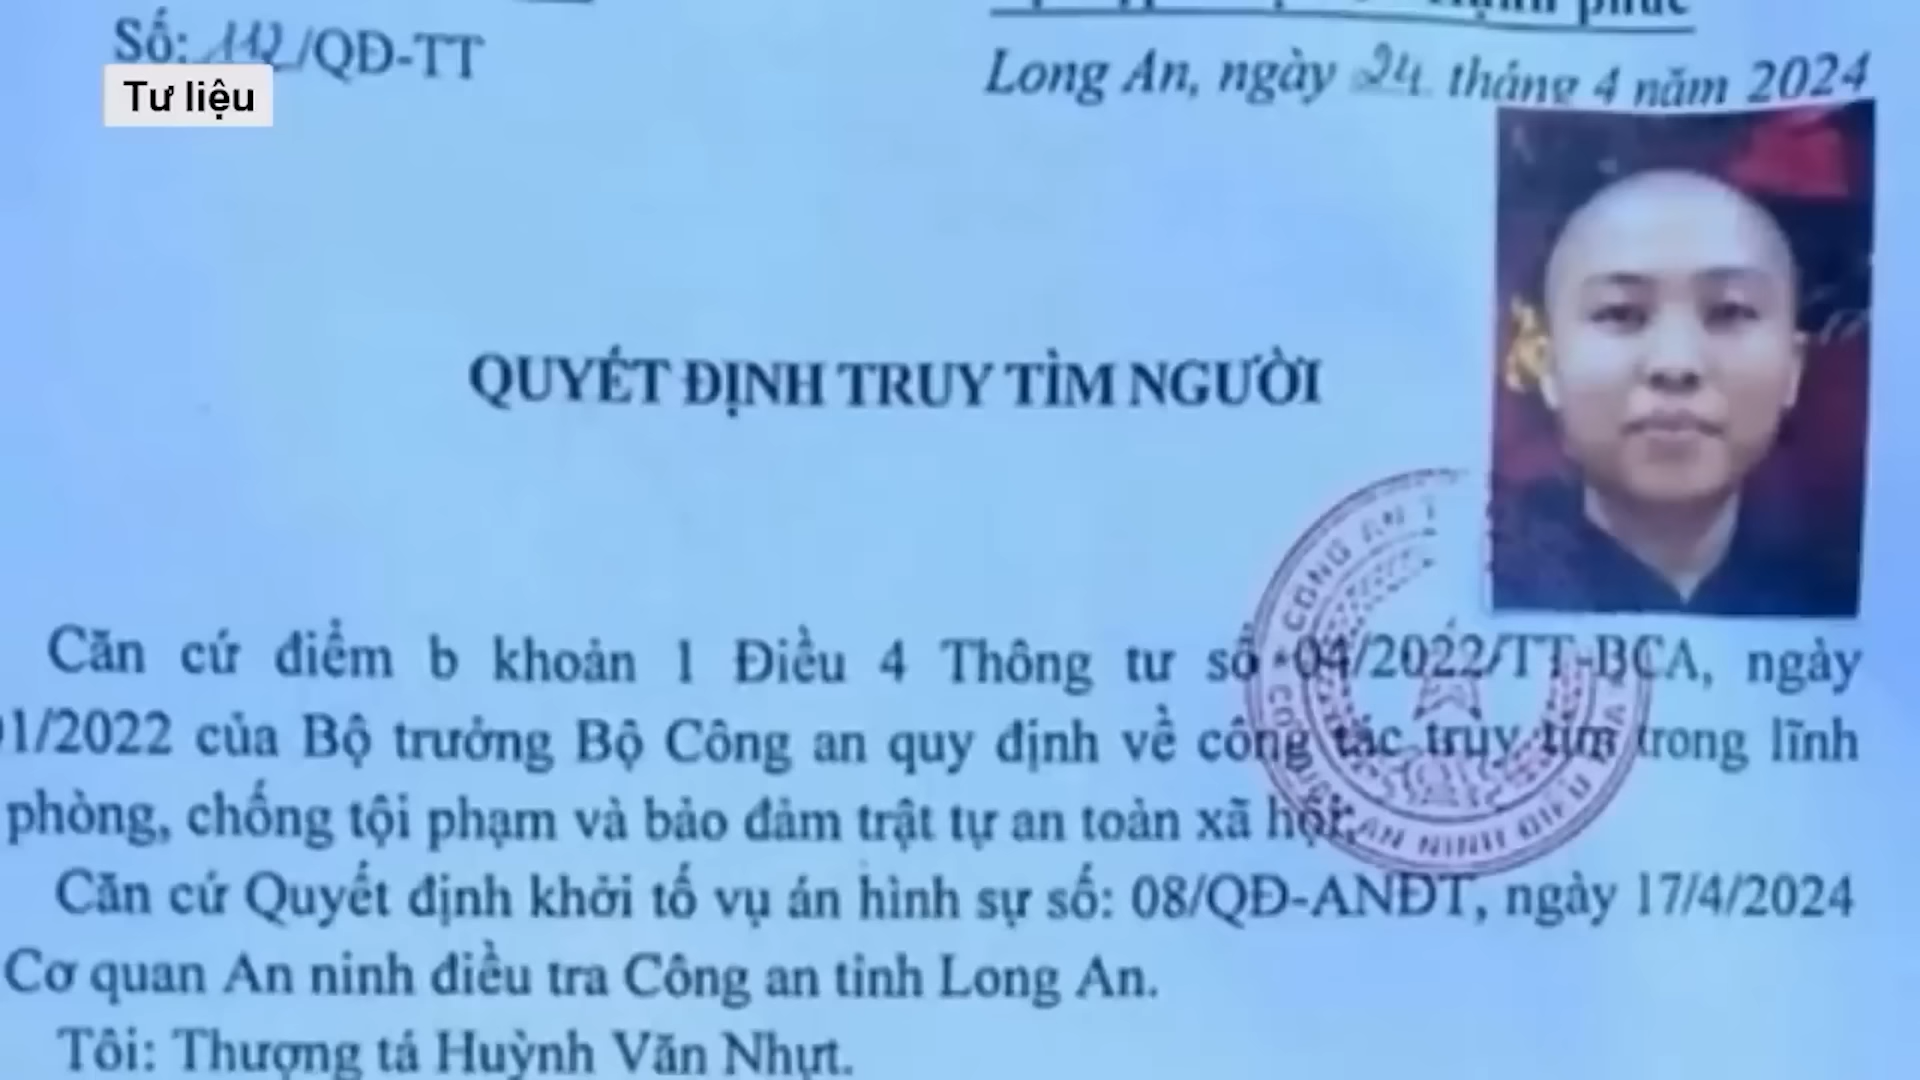 Số: 112/QĐ-TT
Tư liệu
Long An, ngày 24 tháng 4 năm 2024
QUYẾT ĐỊNH TRUY TÌM NGƯỜI
Căn cứ điểm b khoản 1 Điều 4 Thông tư số 04/2022/TT-BCA, ngày
01/2022 của Bộ trưởng Bộ Công an quy định về công tác truy tìm trong lĩnh
phòng, chống tội phạm và bảo đảm trật tự an toàn xã hội.
Căn cứ Quyết định khởi tố vụ án hình sự số: 08/QĐ-ANĐT, ngày 17/4/2024
Cơ quan An ninh điều tra Công an tỉnh Long An.
Tôi: Thượng tá Huỳnh Văn Nhựt.